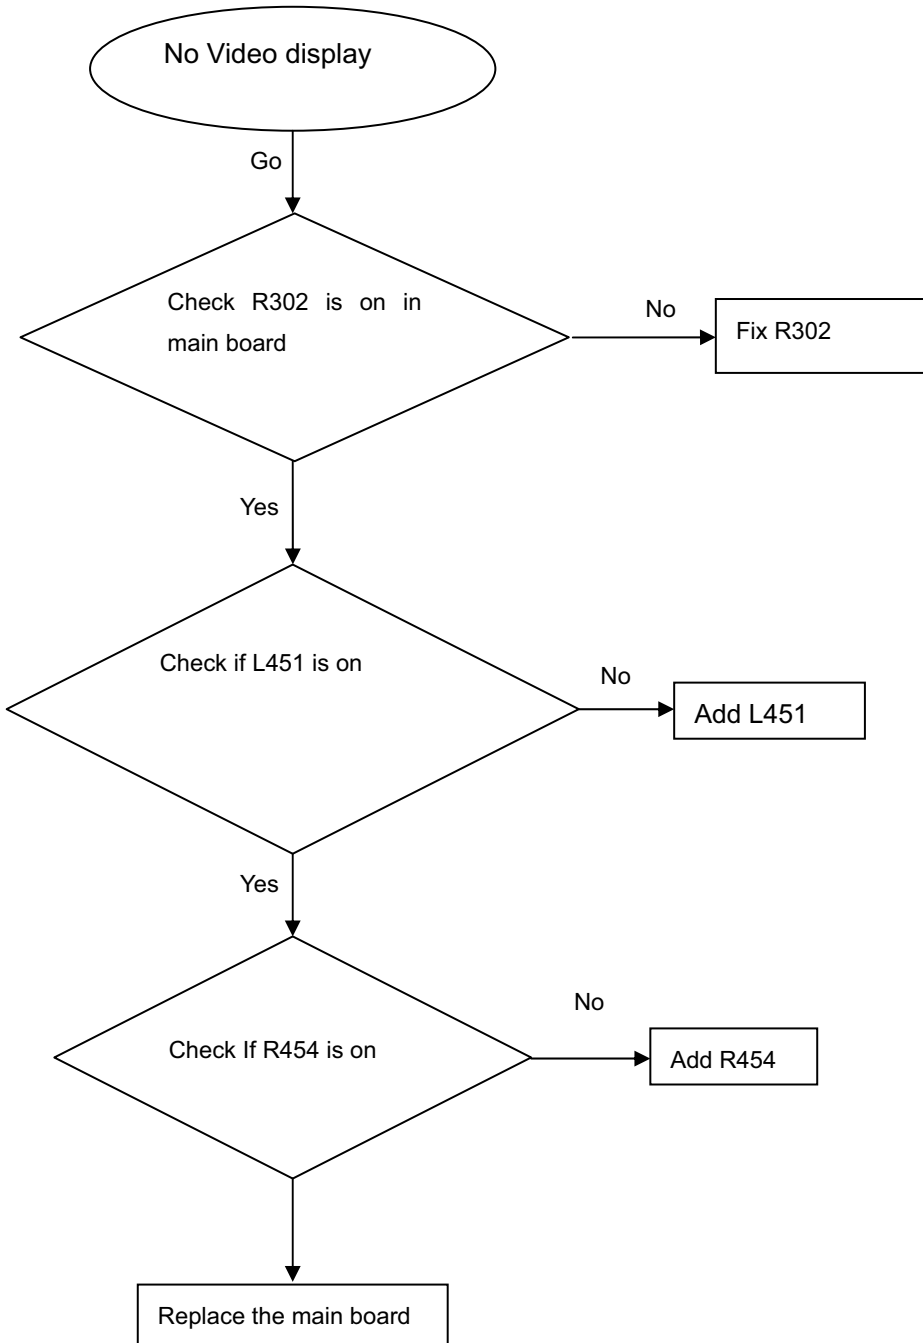 No Video display
Go
Check R302 is on in
main board
No
Fix R302
Yes
Check if L451 is on
No
Add L451
Yes
Check If R454 is on
No
Add R454
Replace the main board